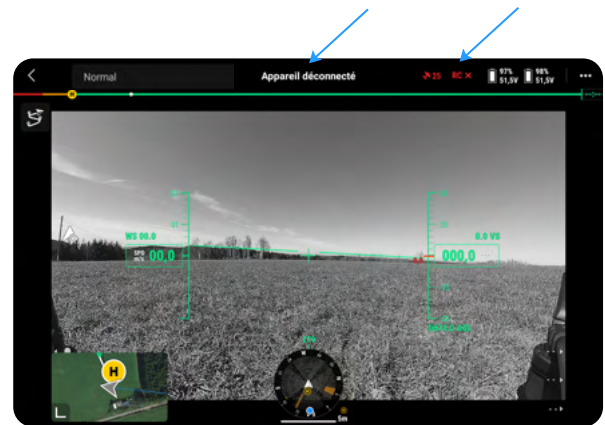 Normal
Appareil déconnecté
25
RC
97%
51,5V
98%
51,5V
H
WS 00.0
0.0 VS
SPD
m/s
00,0
000,0
H
5m